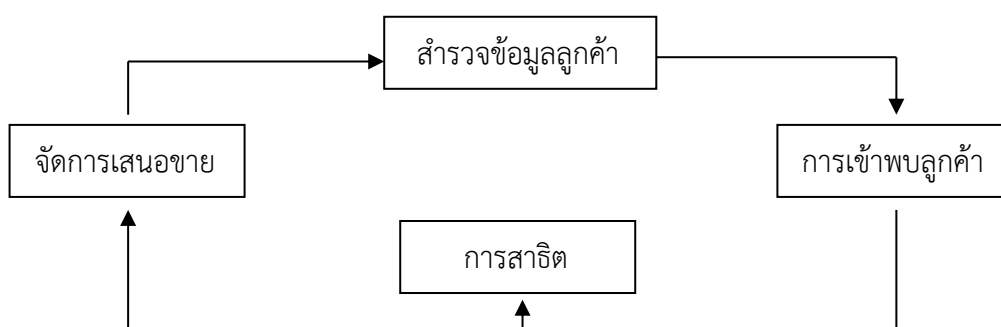 สำรวจข้อมูลลูกค้า
จัดการเสนอขาย
การเข้าพบลูกค้า
การสาธิต